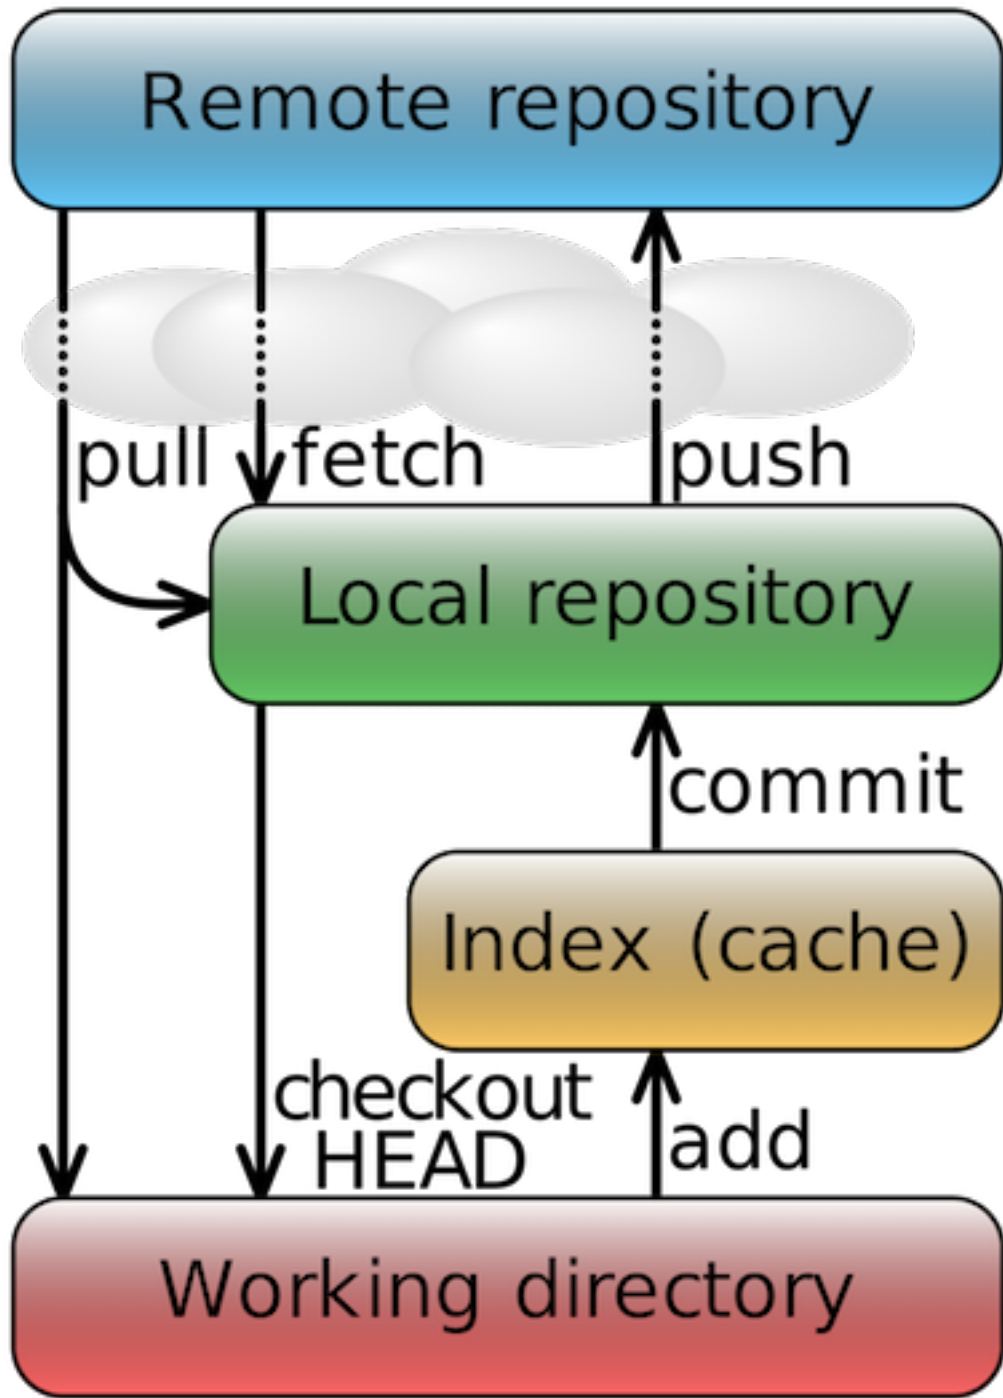 Remote repository
pull
fetch
push
Local repository
commit
Index (cache)
checkout
HEAD
add
Working directory